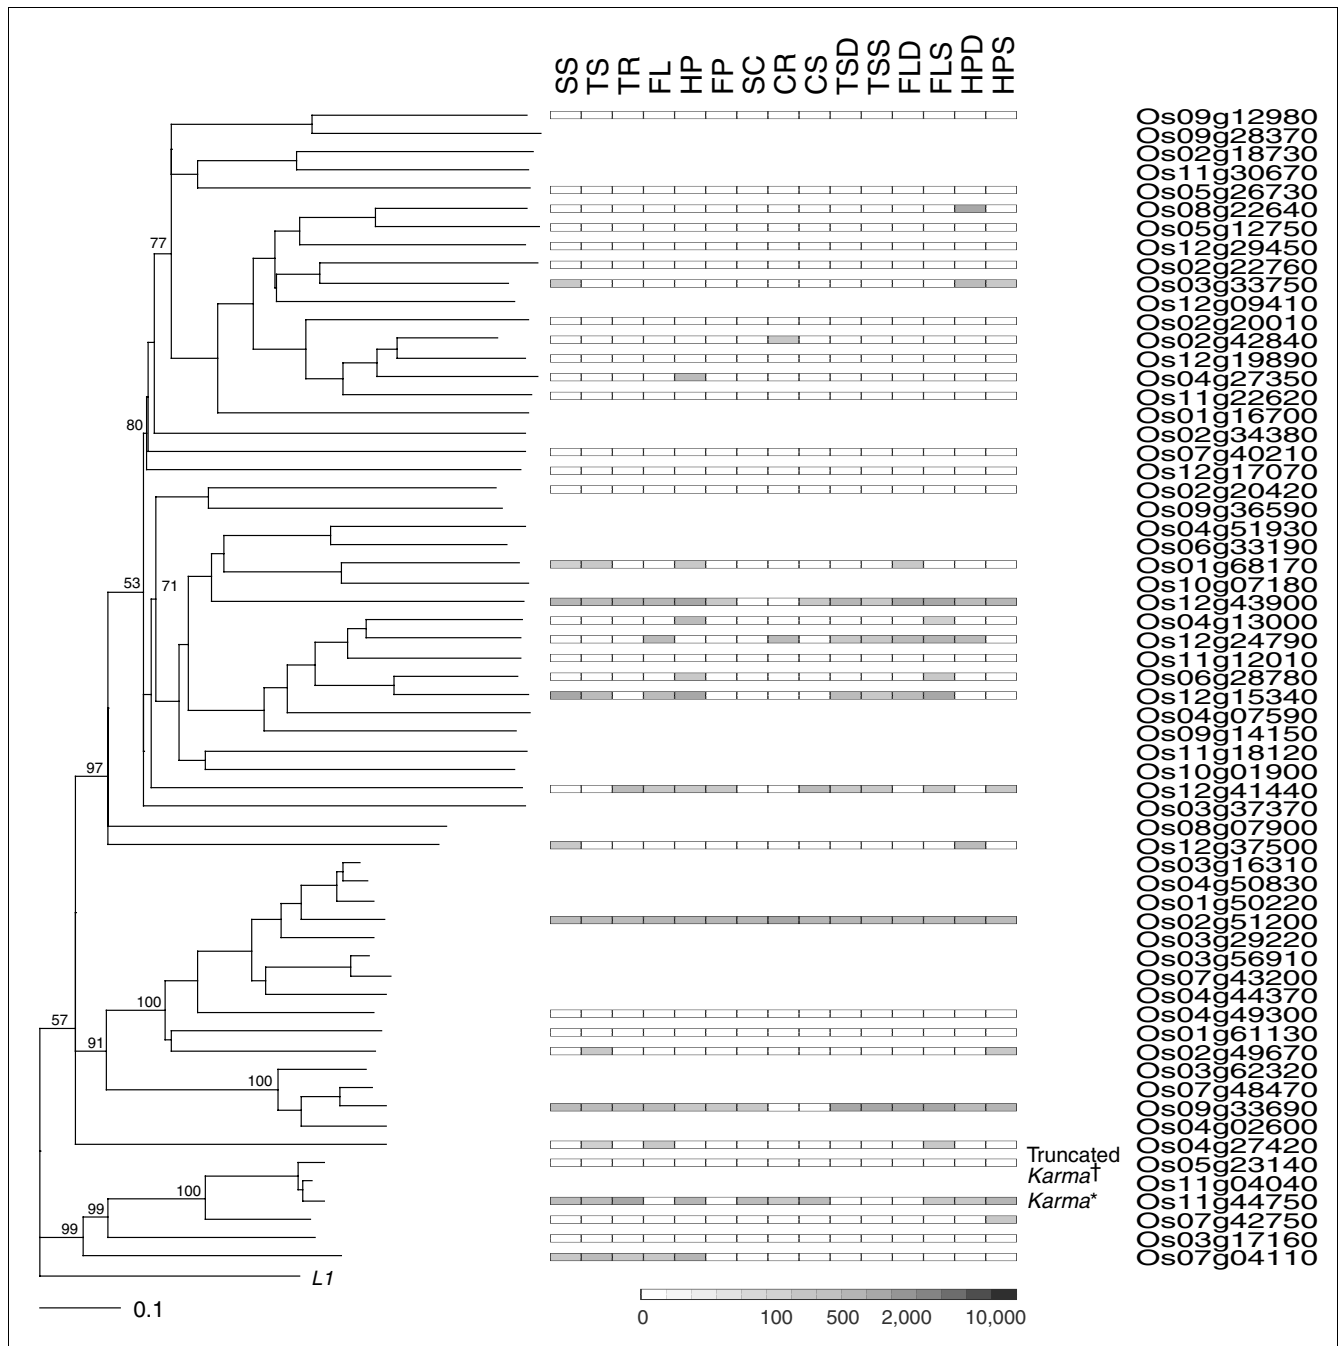 SS TS TR FL HP FP SC CR CS TSD TSS FLD FLS HPD HPS
Os09g12980
Os09g28370
Os02g18730
Os11g30670
Os05g26730
Os08g22640
Os05g12750
77
Os12g29450
Os02g22760
Os03g33750
Os12g09410
Os02g20010
Os02g42840
Os12g19890
Os04g27350
Os11g22620
Os01g16700
80
Os02g34380
Os07g40210
Os12g17070
Os02g20420
Os09g36590
Os04g51930
Os06g33190
Os01g68170
53 71
Os10g07180
Os12g43900
Os04g13000
Os12g24790
Os11g12010
Os06g28780
Os12g15340
Os04g07590
Os09g14150
Os11g18120
97
Os10g01900
Os12g41440
Os03g37370
Os08g07900
Os12g37500
Os03g16310
Os04g50830
Os01g50220
Os02g51200
Os03g29220
Os03g56910
Os07g43200
Os04g44370
100
Os04g49300
57
Os01g61130
91
Os02g49670
Os03g62320
100
Os07g48470
Os09g33690
Os04g02600
Os04g27420
Truncated
Os05g23140
Karma†
Os11g04040
100
Karma*
Os11g44750
99
Os07g42750
99
Os03g17160
Os07g04110
L1
0.1
0 100 500 2,000 10,000